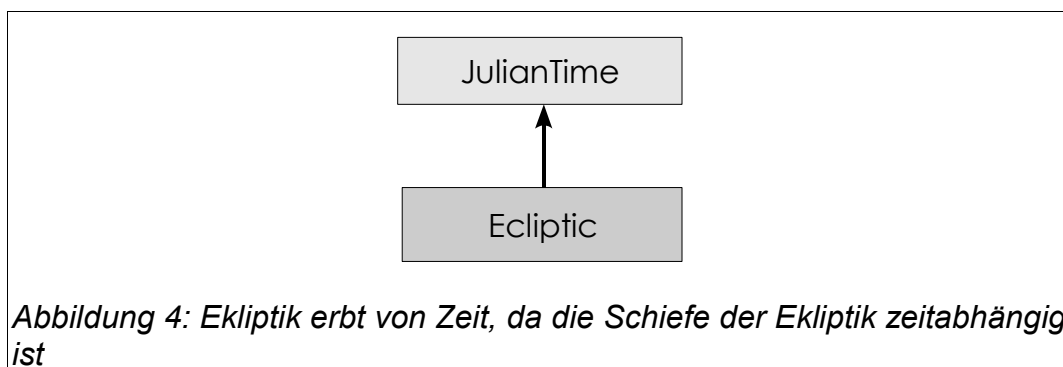 JulianTime
Ecliptic
Abbildung 4: Ekliptik erbt von Zeit, da die Schiefe der Ekliptik zeitabhängig
ist